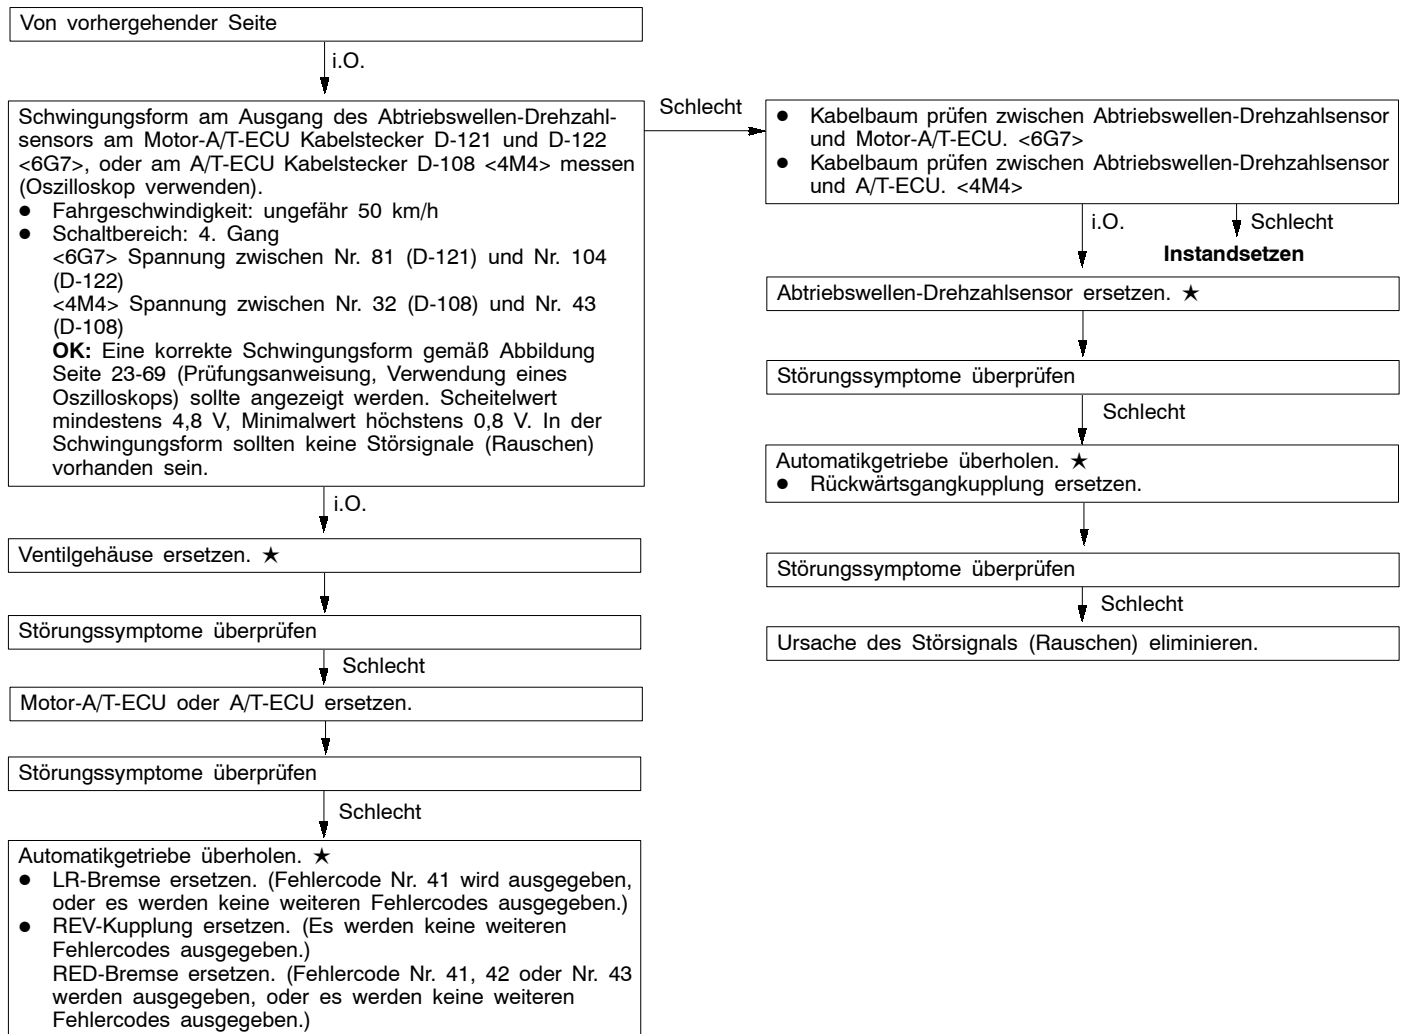 Von vorhergehender Seite
i.O.
Schwingungsform am Ausgang des Abtriebswellen-Drehzahl-
sensors am Motor-A/T-ECU Kabelstecker D-121 und D-122
<6G7>, oder am A/T-ECU Kabelstecker D-108 <4M4> messen
(Oszilloskop verwenden).
● Fahrgeschwindigkeit: ungefähr 50 km/h
● Schaltbereich: 4. Gang
<6G7> Spannung zwischen Nr. 81 (D-121) und Nr. 104
(D-122)
<4M4> Spannung zwischen Nr. 32 (D-108) und Nr. 43
(D-108)
OK: Eine korrekte Schwingungsform gemäß Abbildung
Seite 23-69 (Prüfungsanweisung, Verwendung eines
Oszilloskops) sollte angezeigt werden. Scheitelwert
mindestens 4,8 V, Minimalwert höchstens 0,8 V. In der
Schwingungsform sollten keine Störsignale (Rauschen)
vorhanden sein.
i.O.
Ventilgehäuse ersetzen. ★
Störungssymptome überprüfen
Schlecht
Motor-A/T-ECU oder A/T-ECU ersetzen.
Störungssymptome überprüfen
Schlecht
Automatikgetriebe überholen. ★
● LR-Bremse ersetzen. (Fehlercode Nr. 41 wird ausgegeben,
oder es werden keine weiteren Fehlercodes ausgegeben.)
● REV-Kupplung ersetzen. (Es werden keine weiteren
Fehlercodes ausgegeben.)
RED-Bremse ersetzen. (Fehlercode Nr. 41, 42 oder Nr. 43
werden ausgegeben, oder es werden keine weiteren
Fehlercodes ausgegeben.)
Schlecht
● Kabelbaum prüfen zwischen Abtriebswellen-Drehzahlsensor
und Motor-A/T-ECU. <6G7>
● Kabelbaum prüfen zwischen Abtriebswellen-Drehzahlsensor
und A/T-ECU. <4M4>
i.O.
Schlecht
Instandsetzen
Abtriebswellen-Drehzahlsensor ersetzen. ★
Störungssymptome überprüfen
Schlecht
Automatikgetriebe überholen. ★
● Rückwärtsgangkupplung ersetzen.
Störungssymptome überprüfen
Schlecht
Ursache des Störsignals (Rauschen) eliminieren.